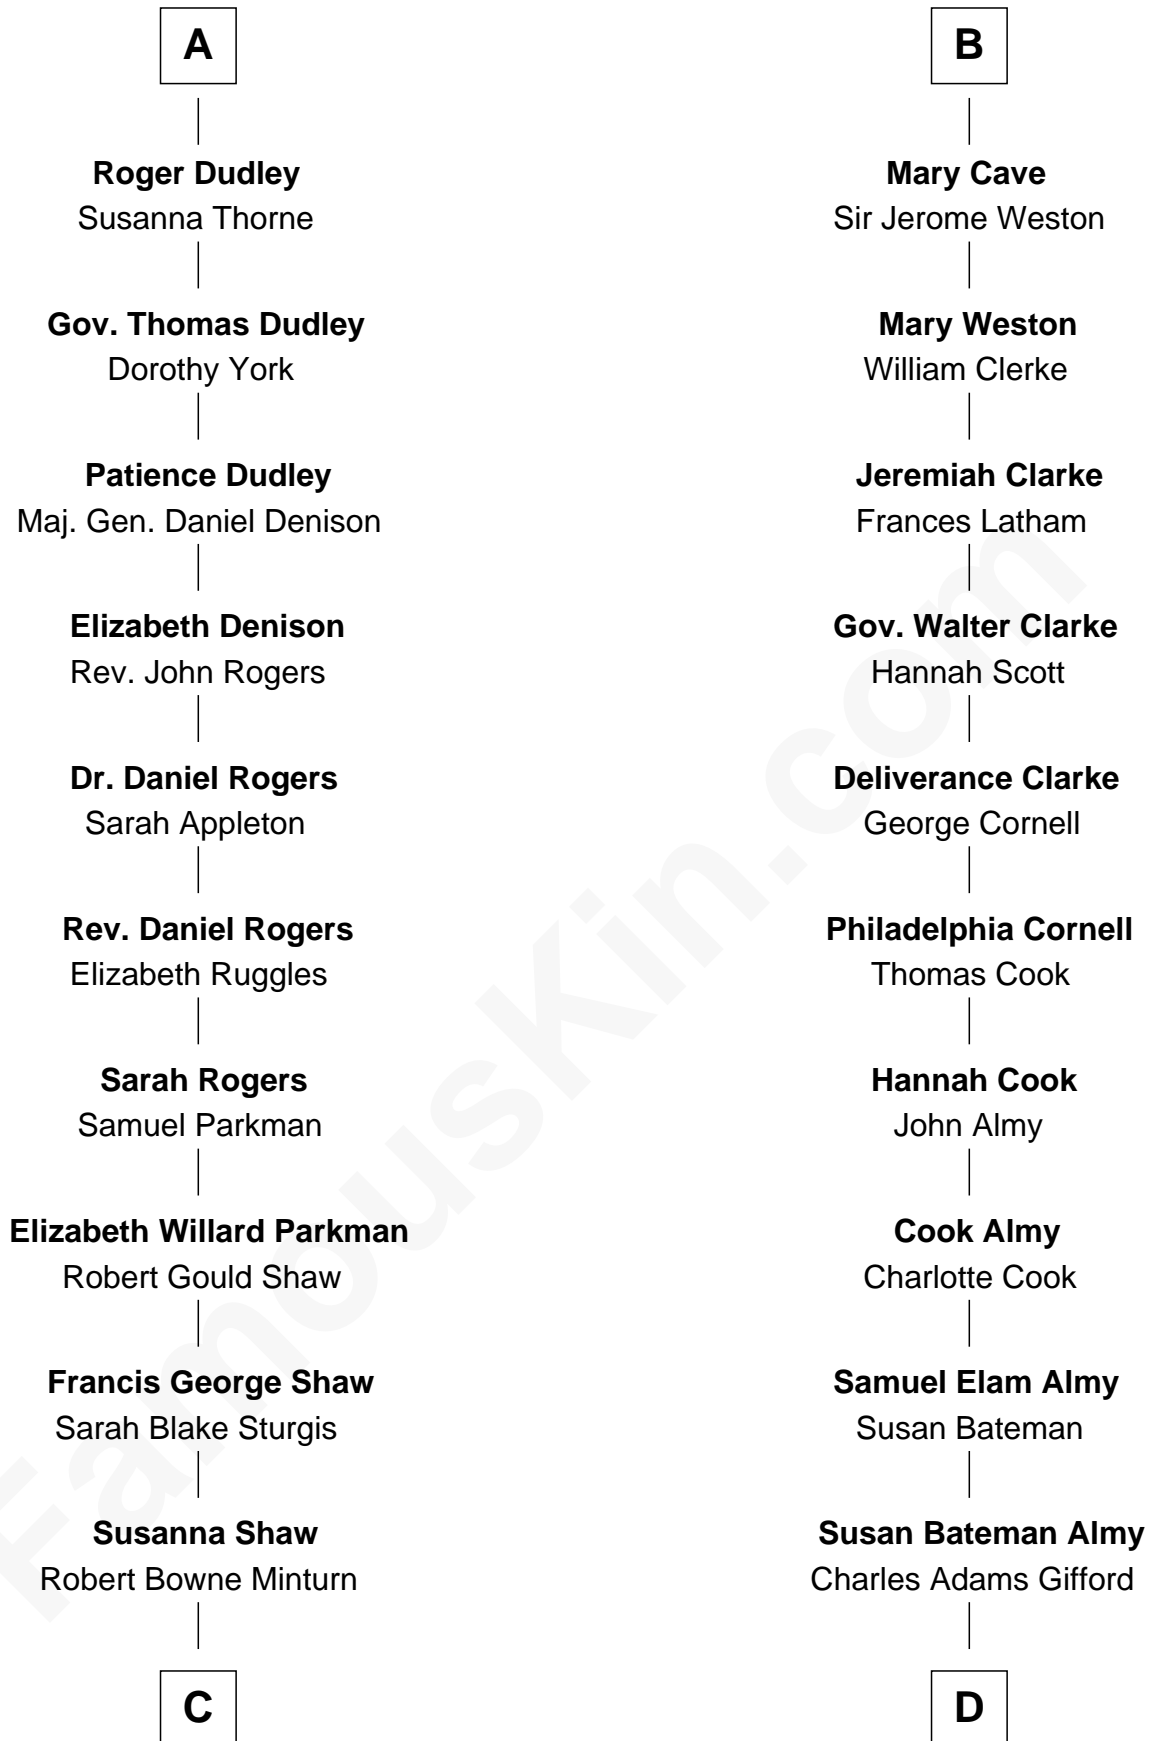 A
Roger Dudley
Susanna Thorne
Gov. Thomas Dudley
Dorothy York
Patience Dudley
Maj. Gen. Daniel Denison
Elizabeth Denison
Rev. John Rogers
Dr. Daniel Rogers
Sarah Appleton
Rev. Daniel Rogers
Elizabeth Ruggles
Sarah Rogers
Samuel Parkman
Elizabeth Willard Parkman
Robert Gould Shaw
Francis George Shaw
Sarah Blake Sturgis
Susanna Shaw
Robert Bowne Minturn
C
B
Mary Cave
Sir Jerome Weston
Mary Weston
William Clerke
Jeremiah Clarke
Frances Latham
Gov. Walter Clarke
Hannah Scott
Deliverance Clarke
George Cornell
Philadelphia Cornell
Thomas Cook
Hannah Cook
John Almy
Cook Almy
Charlotte Cook
Samuel Elam Almy
Susan Bateman
Susan Bateman Almy
Charles Adams Gifford
D
FamousKin.com